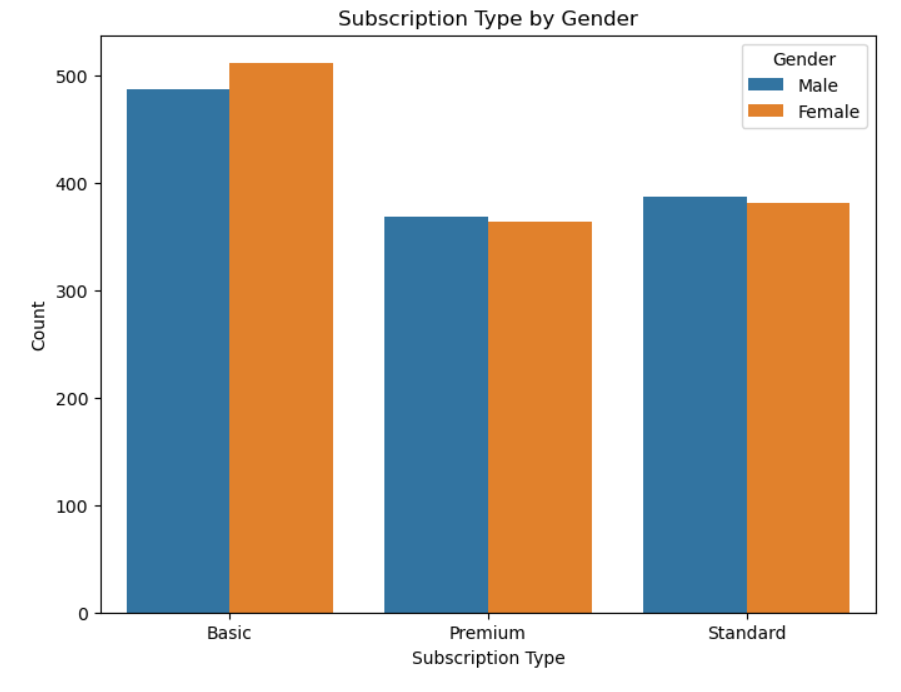 Subscription Type by Gender
Gender
Male
Female
500
400
300
200
100
0
Count
Basic Premium Standard
Subscription Type